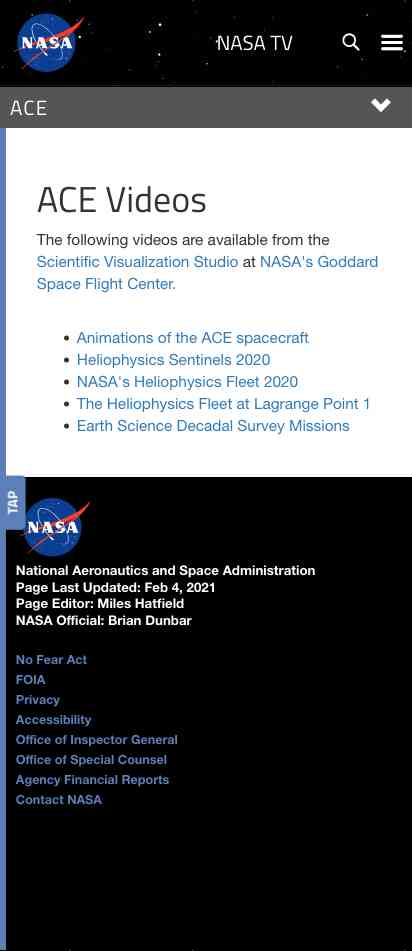 NASA
NASA TV
ACE
ACE Videos
The following videos are available from the
Scientific Visualization Studio at NASA's Goddard
Space Flight Center.
Animations of the ACE spacecraft
Heliophysics Sentinels 2020
NASA's Heliophysics Fleet 2020
The Heliophysics Fleet at Lagrange Point 1
Earth Science Decadal Survey Missions
TAP
NASA
National Aeronautics and Space Administration
Page Last Updated: Feb 4, 2021
Page Editor: Miles Hatfield
NASA Official: Brian Dunbar
No Fear Act
FOIA
Privacy
Accessibility
Office of Inspector General
Office of Special Counsel
Agency Financial Reports
Contact NASA